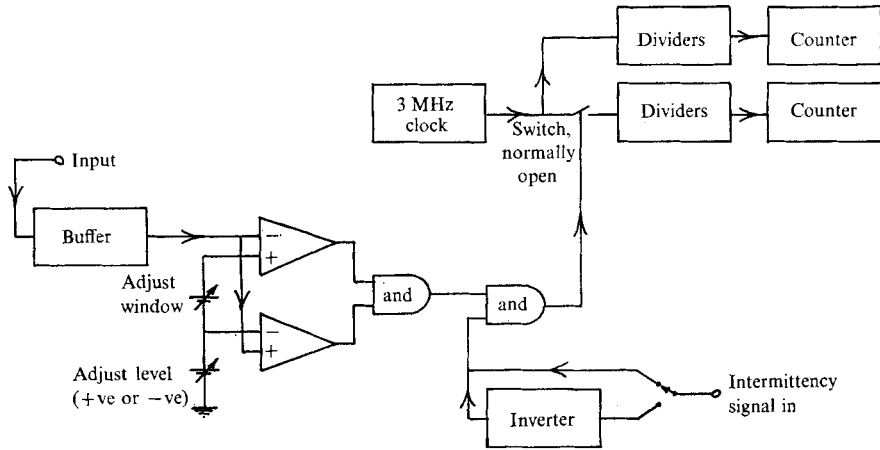 Dividers
Counter
3 MHz
clock
Switch,
normally
open
Dividers
Counter
Input
Buffer
−
+
Adjust
window
and
and
−
+
Adjust level
(+ve or −ve)
Inverter
Intermittency
signal in